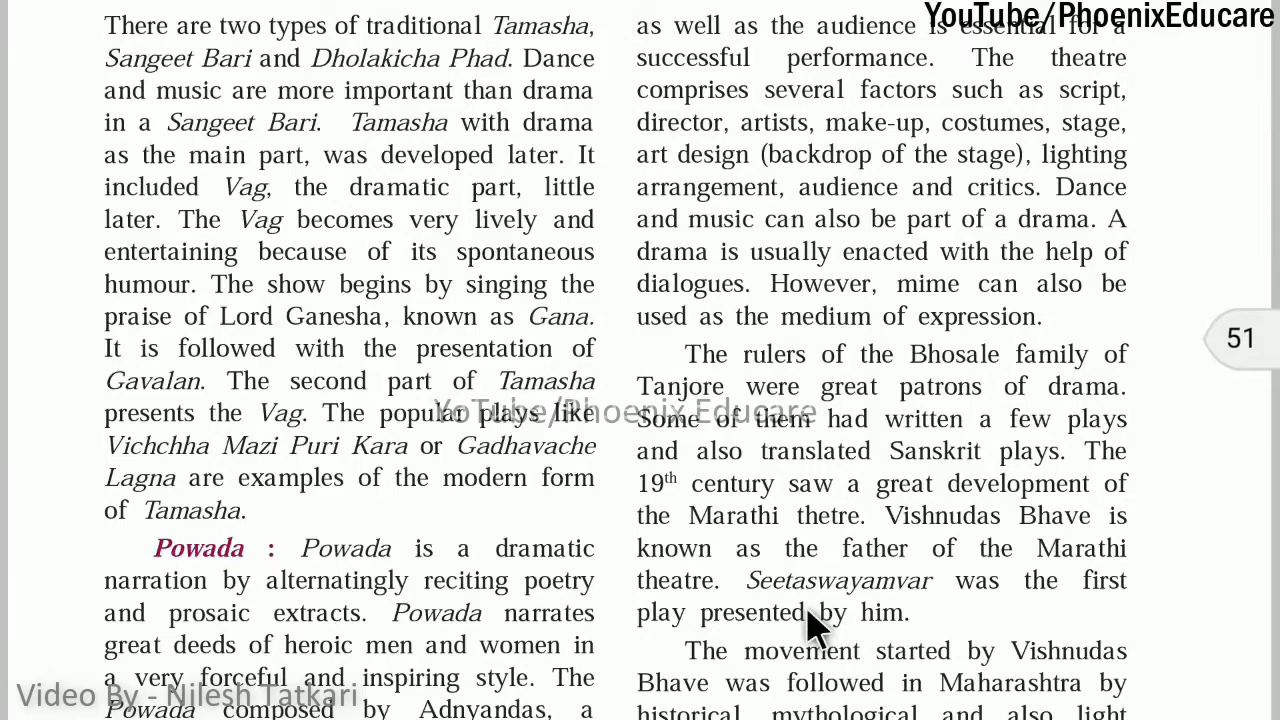 YouTube/PhoenixEducare
There are two types of traditional Tamasha,
Sangeet Bari and Dholakicha Phad. Dance
and music are more important than drama
in a Sangeet Bari. Tamasha with drama
as the main part, was developed later. It
included Vag, the dramatic part, little
later. The Vag becomes very lively and
entertaining because of its spontaneous
humour. The show begins by singing the
praise of Lord Ganesha, known as Gana.
It is followed with the presentation of
Gavalan. The second part of Tamasha
presents the Vag. The popular plays like
Vichchha Mazi Puri Kara or Gadhavache
Lagna are examples of the modern form
of Tamasha.
Powada : Powada is a dramatic
narration by alternatingly reciting poetry
and prosaic extracts. Powada narrates
great deeds of heroic men and women in
a very forceful and inspiring style. The
Powada composed by Adnyandas, a
as well as the audience is essential for a
successful performance. The theatre
comprises several factors such as script,
director, artists, make-up, costumes, stage,
art design (backdrop of the stage), lighting
arrangement, audience and critics. Dance
and music can also be part of a drama. A
drama is usually enacted with the help of
dialogues. However, mime can also be
used as the medium of expression.
The rulers of the Bhosale family of
Tanjore were great patrons of drama.
Some of them had written a few plays
and also translated Sanskrit plays. The
19th century saw a great development of
the Marathi thetre. Vishnudas Bhave is
known as the father of the Marathi
theatre. Seetaswayamvar was the first
play presented by him.
The movement started by Vishnudas
Bhave was followed in Maharashtra by
historical, mythological and also light
51
YoTube/Phoenix Educare
Video By - Nilesh Tatkari